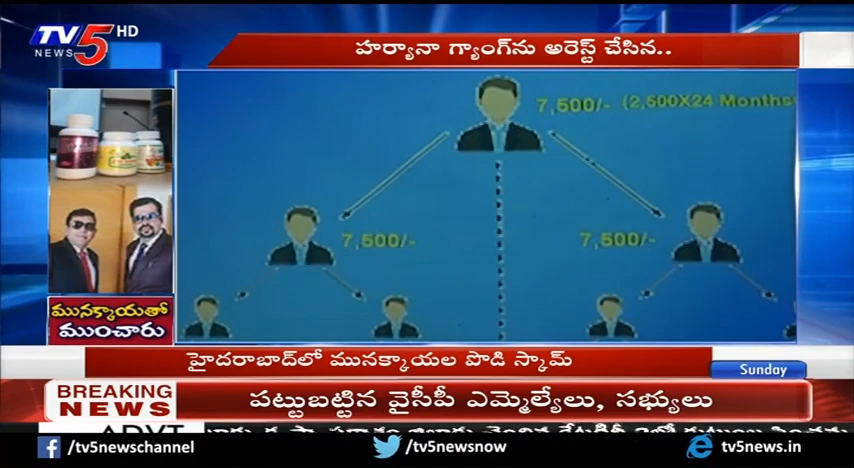 TV5 HD
NEWS
హర్యానా గ్యాంగ్‌ను అరెస్ట్ చేసిన..
7,500/- (2,500X24 Months
7,500/-
7,500/-
మునక్కాయతో
ముంచారు
హైదరాబాద్‌లో మునక్కాయల పొడి స్కామ్
Sunday
BREAKING
NEWS
పట్టుబట్టిన వైసీపీ ఎమ్మెల్యేలు, సభ్యులు
ADVT
/tv5newschannel
/tv5newsnow
tv5news.in